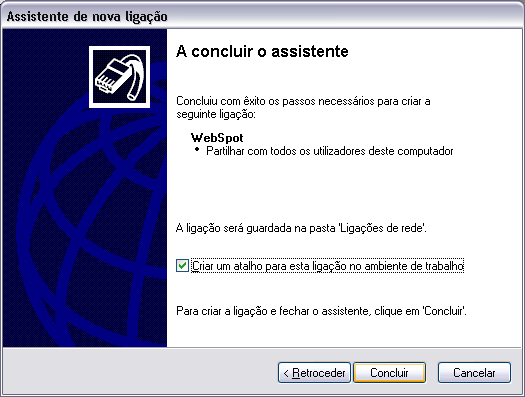 Assistente de nova ligação
A concluir o assistente
Concluiu com êxito os passos necessários para criar a
seguinte ligação:
WebSpot
• Partilhar com todos os utilizadores deste computador
A ligação será guardada na pasta 'Ligações de rede'.
Criar um atalho para esta ligação no ambiente de trabalho
Para criar a ligação e fechar o assistente, clique em 'Concluir'.
< Retroceder Concluir Cancelar